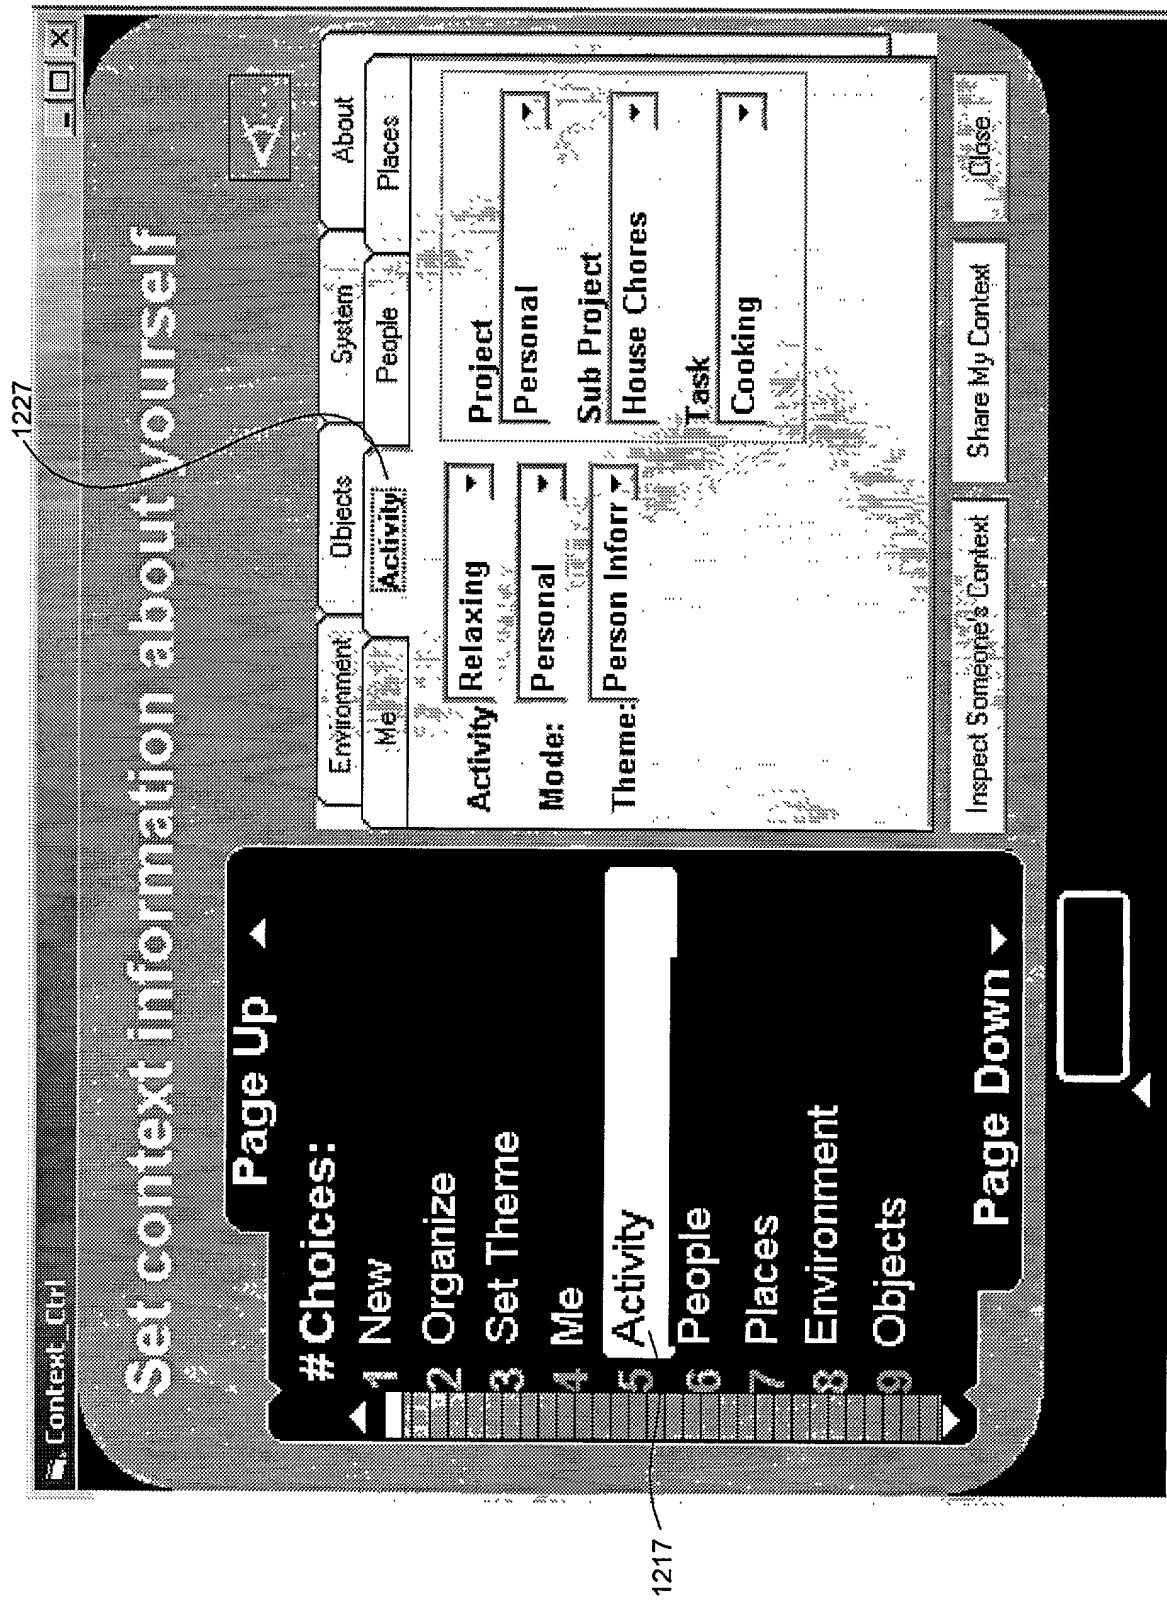 Context_Ctrl
Set context information about yourself
Page Up
# Choices:
1 New
2 Organize
3 Set Theme
4 Me
5 Activity
6 People
7 Places
8 Environment
9 Objects
Page Down
Environment Objects System About
Me Activity People Places
Activity Relaxing
Mode: Personal
Theme: Person Inforr
Project
Personal
Sub Project
House Chores
Task
Cooking
Inspect Someone's Context Share My Context Close
1217
1227